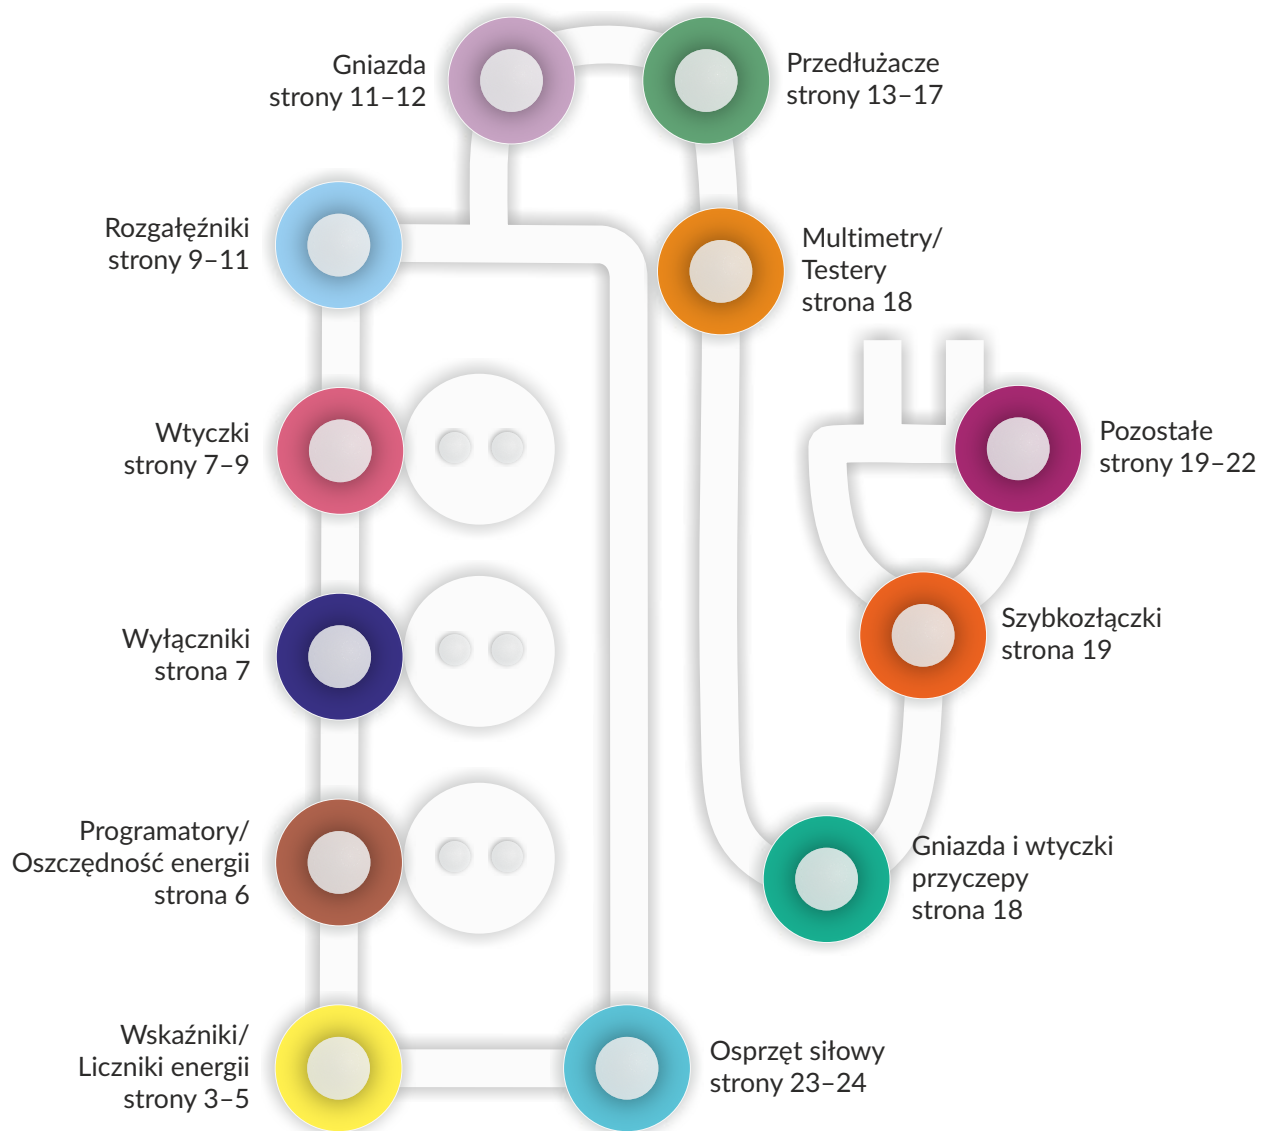 Gniazda
strony 11–12
Przedłużacze
strony 13–17
Rozgałęźniki
strony 9–11
Multimetry/
Testery
strona 18
Wtyczki
strony 7–9
Pozostałe
strony 19–22
Wyłączniki
strona 7
Szybkozłączki
strona 19
Programatory/
Oszczędność energii
strona 6
Gniazda i wtyczki
przyczepy
strona 18
Wskaźniki/
Liczniki energii
strony 3–5
Osprzęt siłowy
strony 23–24